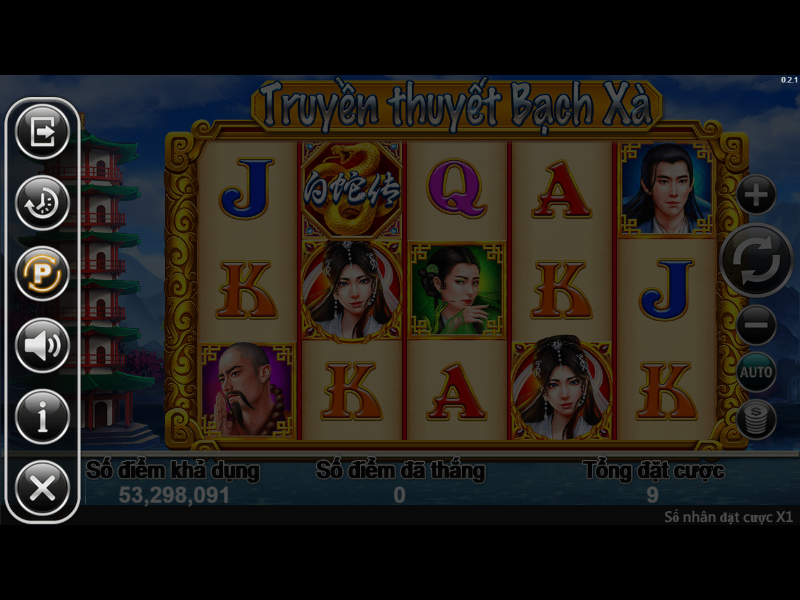 0.2.1
Truyền thuyết Bạch Xà
J
白蛇传
Q
A
K
K
J
K
A
K
P
i
AUTO
$
Số điểm khả dụng
Số điểm đã thắng
Tổng đặt cược
53,298,091
0
9
Số nhân đặt cược X1